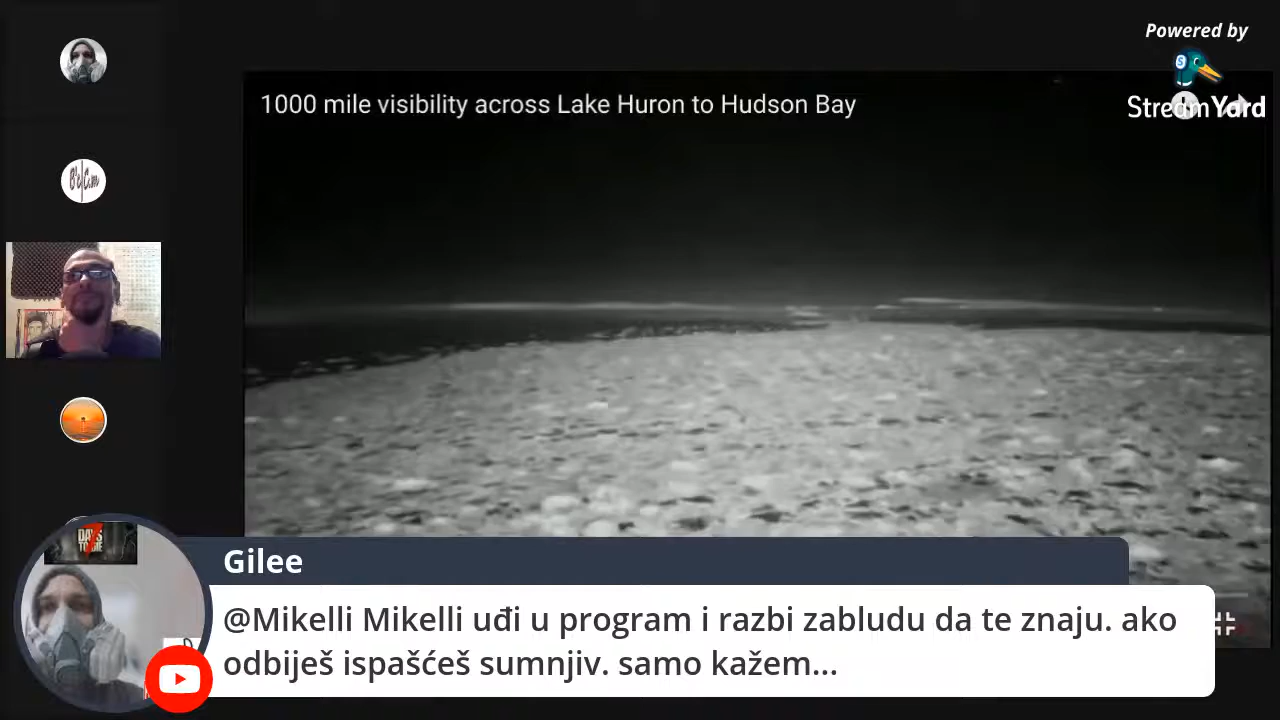 Powered by
StreamYard
1000 mile visibility across Lake Huron to Hudson Bay
Gilee
@Mikelli Mikelli uđi u program i razbi zabludu da te znaju. ako
odbiješ ispašćeš sumnjiv. samo kažem...